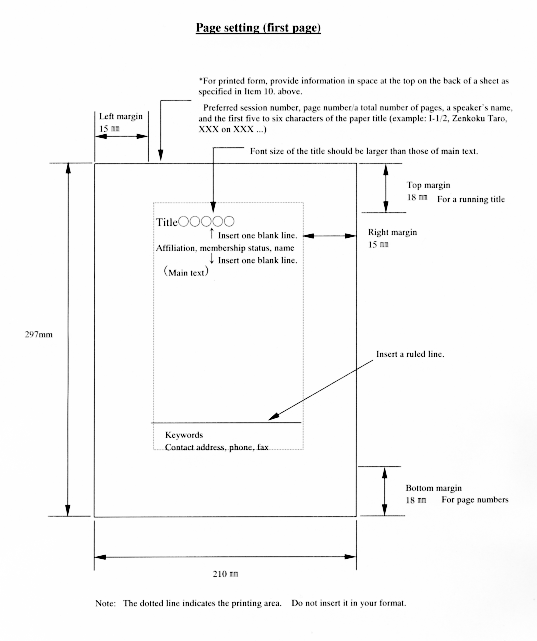 Page setting (first page)
*For printed form, provide information in space at the top on the back of a sheet as
specified in Item 10. above.
Preferred session number, page number/a total number of pages, a speaker's name,
and the first five to six characters of the paper title (example: I-1/2, Zenkoku Taro,
XXX on XXX ...)
Left margin
15 mm
Font size of the title should be larger than those of main text.
Top margin
18 mm For a running title
Title○○○○○
Insert one blank line.
Right margin
15 mm
Affiliation, membership status, name
Insert one blank line.
(Main text)
297mm
Insert a ruled line.
Keywords
Contact address, phone, fax
Bottom margin
18 mm For page numbers
210 mm
Note: The dotted line indicates the printing area. Do not insert it in your format.